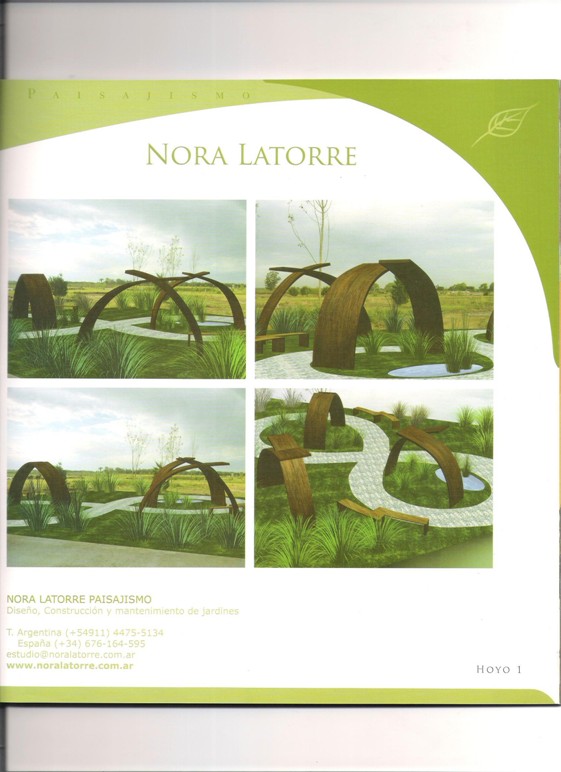 PAISAJISMO
NORA LATORRE
NORA LATORRE PAISAJISMO
Diseño, Construcción y mantenimiento de jardines
T. Argentina (+54911) 4475-5134
España (+34) 676-164-595
estudio@noralatorre.com.ar
www.noralatorre.com.ar
HOYO 1